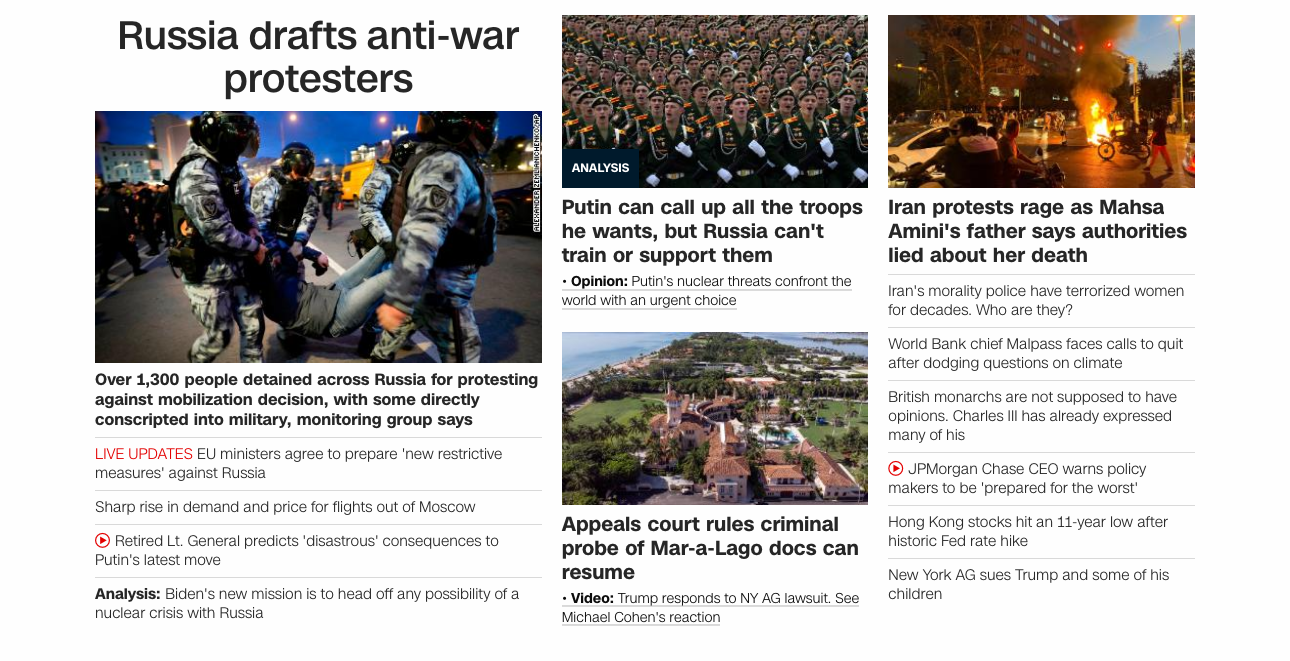 Russia drafts anti-war
protesters
ALEXANDER ZEMLIANICHENKO/AP
Over 1,300 people detained across Russia for protesting
against mobilization decision, with some directly
conscripted into military, monitoring group says
LIVE UPDATES EU ministers agree to prepare 'new restrictive
measures' against Russia
Sharp rise in demand and price for flights out of Moscow
Retired Lt. General predicts 'disastrous' consequences to
Putin's latest move
Analysis: Biden's new mission is to head off any possibility of a
nuclear crisis with Russia
ANALYSIS
Putin can call up all the troops
he wants, but Russia can't
train or support them
• Opinion: Putin's nuclear threats confront the
world with an urgent choice
Appeals court rules criminal
probe of Mar-a-Lago docs can
resume
• Video: Trump responds to NY AG lawsuit. See
Michael Cohen's reaction
Iran protests rage as Mahsa
Amini's father says authorities
lied about her death
Iran's morality police have terrorized women
for decades. Who are they?
World Bank chief Malpass faces calls to quit
after dodging questions on climate
British monarchs are not supposed to have
opinions. Charles III has already expressed
many of his
JPMorgan Chase CEO warns policy
makers to be 'prepared for the worst'
Hong Kong stocks hit an 11-year low after
historic Fed rate hike
New York AG sues Trump and some of his
children